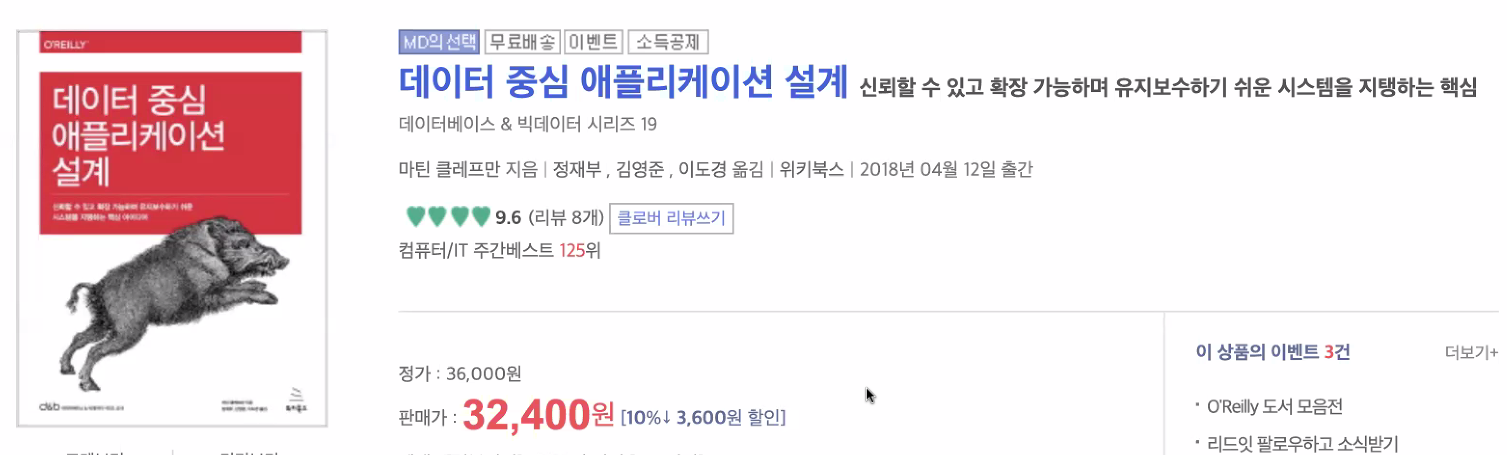 O'REILLY
데이터 중심
애플리케이션
설계
신뢰할 수 있고 확장 가능하며 유지보수하기 쉬운
시스템을 지탱하는 핵심 아이디어
위키북스
MD의 선택 무료배송 이벤트 소득공제
데이터 중심 애플리케이션 설계 신뢰할 수 있고 확장 가능하며 유지보수하기 쉬운 시스템을 지탱하는 핵심
데이터베이스 & 빅데이터 시리즈 19
마틴 클레프만 지음 | 정재부 , 김영준 , 이도경 옮김 | 위키북스 | 2018년 04월 12일 출간
9.6 (리뷰 8개) 클로버 리뷰쓰기
컴퓨터/IT 주간베스트 125위
정가 : 36,000원
판매가 : 32,400원 [10%↓ 3,600원 할인]
이 상품의 이벤트 3건 더보기+
· O'Reilly 도서 모음전
· 리드잇 팔로우하고 소식받기